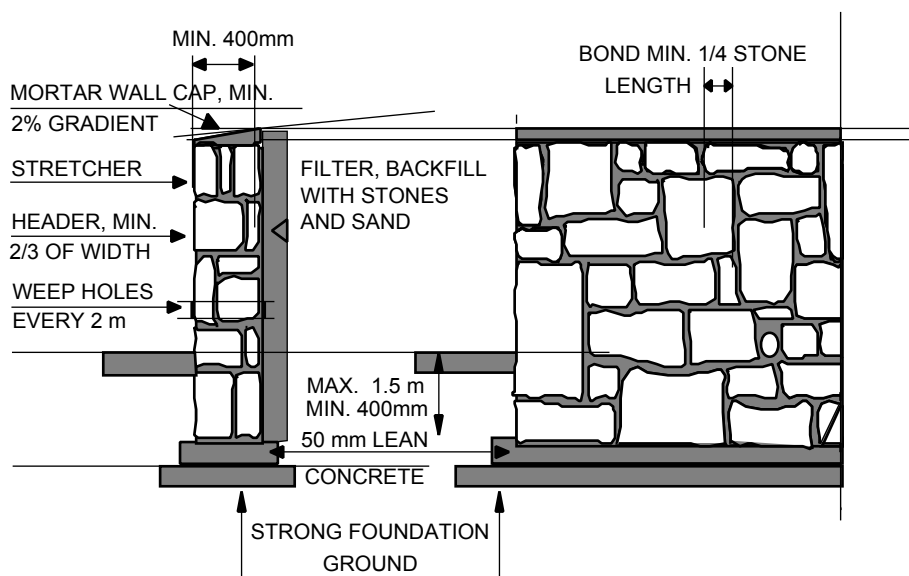 MIN. 400mm
BOND MIN. 1/4 STONE
LENGTH
MORTAR WALL CAP, MIN.
2% GRADIENT
STRETCHER
HEADER, MIN.
2/3 OF WIDTH
WEEP HOLES
EVERY 2 m
FILTER, BACKFILL
WITH STONES
AND SAND
MAX. 1.5 m
MIN. 400mm
50 mm LEAN
CONCRETE
STRONG FOUNDATION
GROUND